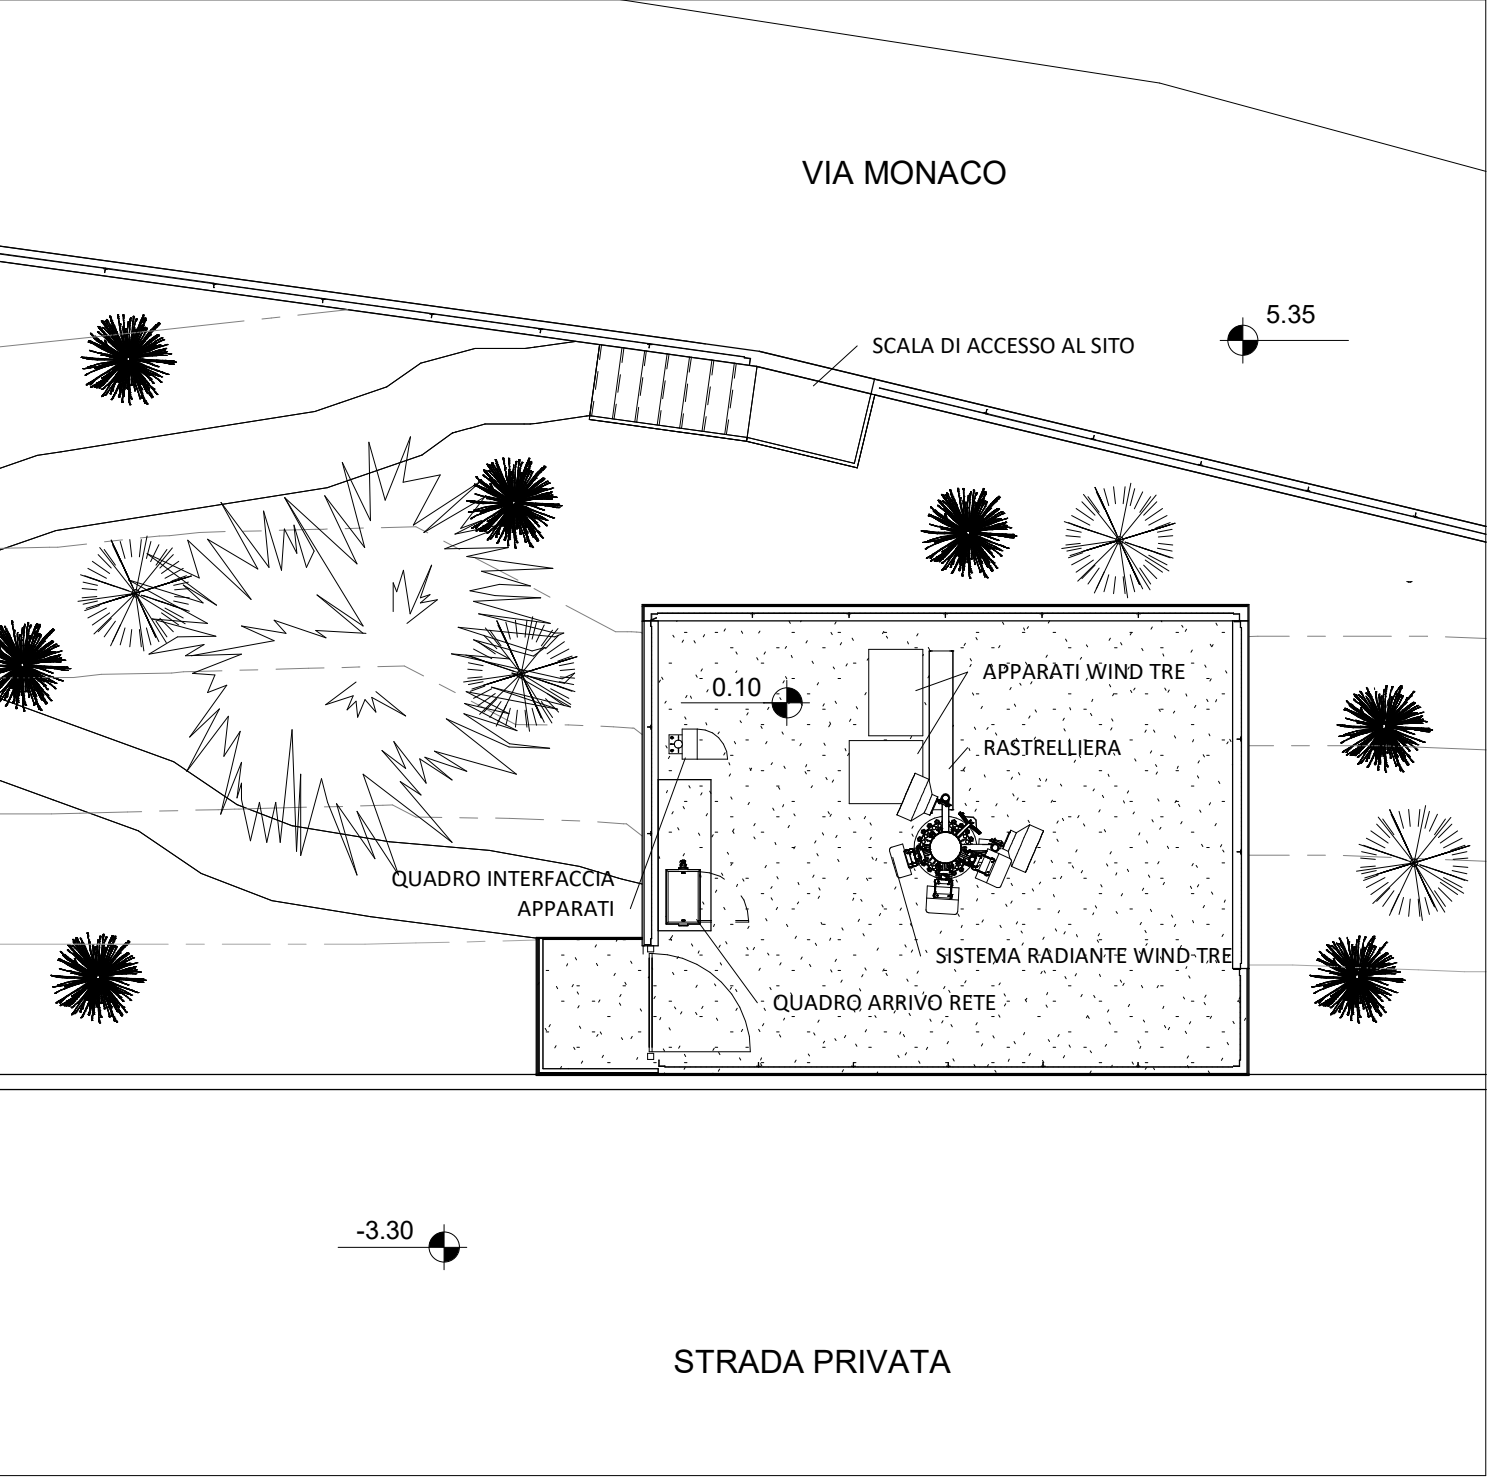 VIA MONACO
5.35
SCALA DI ACCESSO AL SITO
APPARATI WIND TRE
0.10
RASTRELLIERA
QUADRO INTERFACCIA
APPARATI
SISTEMA RADIANTE WIND TRE
QUADRO ARRIVO RETE
-3.30
STRADA PRIVATA